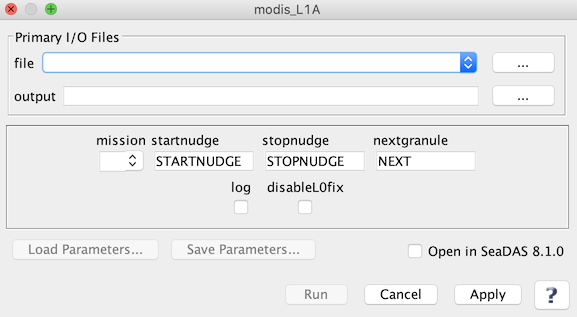 modis_L1A
Primary I/O Files
file ...
output ...
mission startnudge stopnudge nextgranule
STARTNUDGE STOPNUDGE NEXT
log disableL0fix
Load Parameters... Save Parameters... Open in SeaDAS 8.1.0
Run Cancel Apply ?